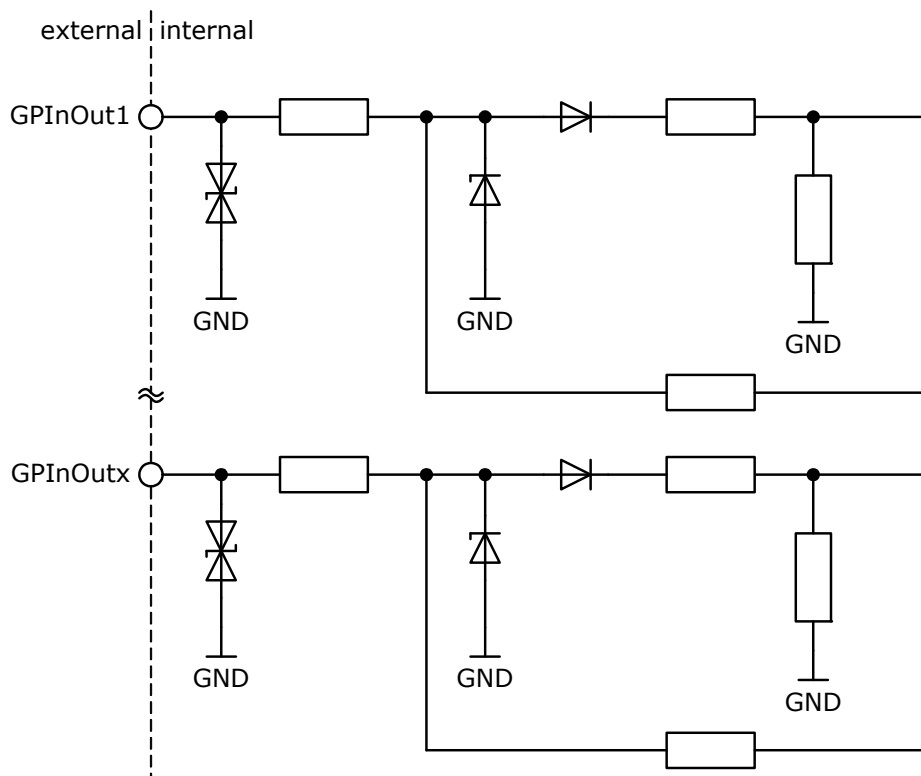 external internal
GPInOut1
GND GND
GND
GPInOutx
GND GND
GND